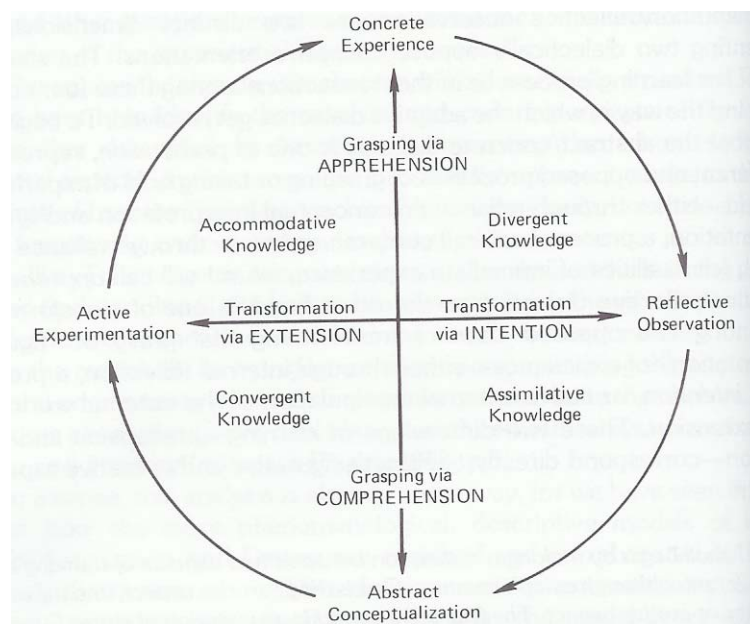 Concrete
Experience
Grasping via
APPREHENSION
Accommodative
Knowledge
Divergent
Knowledge
Active
Experimentation
Transformation
via EXTENSION
Transformation
via INTENTION
Reflective
Observation
Convergent
Knowledge
Assimilative
Knowledge
Grasping via
COMPREHENSION
Abstract
Conceptualization